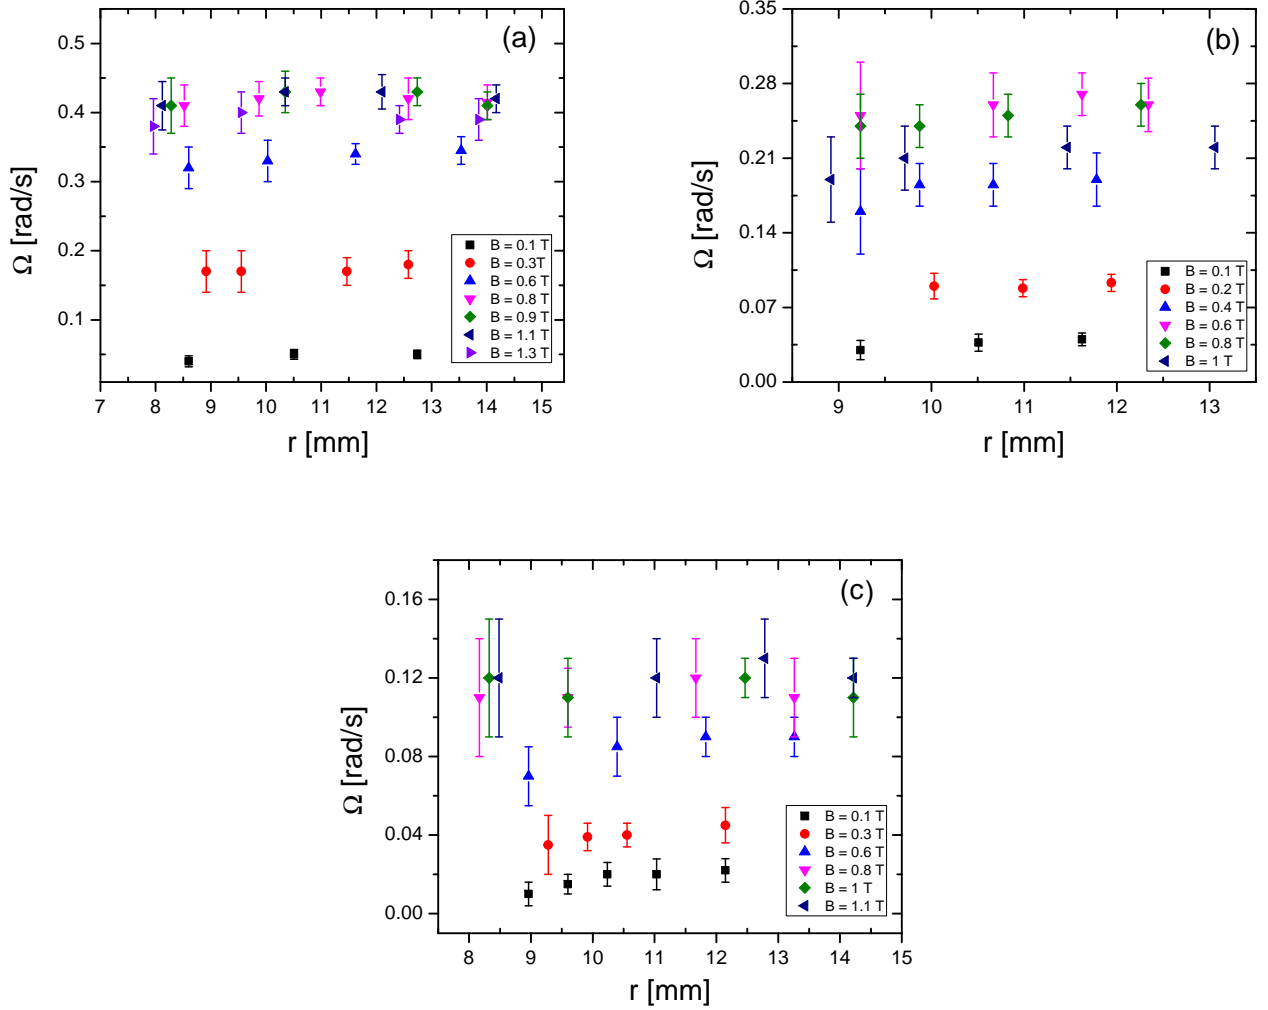 (a)
0.5
0.4
0.3
0.2
0.1
Ω [rad/s]
B = 0.1 T
B = 0.3T
B = 0.6 T
B = 0.8 T
B = 0.9 T
B = 1.1 T
B = 1.3 T
7 8 9 10 11 12 13 14 15
r [mm]
(b)
0.35
0.28
0.21
0.14
0.07
0.00
Ω [rad/s]
B = 0.1 T
B = 0.2 T
B = 0.4 T
B = 0.6 T
B = 0.8 T
B = 1 T
9 10 11 12 13
r [mm]
(c)
0.16
0.12
0.08
0.04
0.00
Ω [rad/s]
B = 0.1 T
B = 0.3 T
B = 0.6 T
B = 0.8 T
B = 1 T
B = 1.1 T
8 9 10 11 12 13 14 15
r [mm]